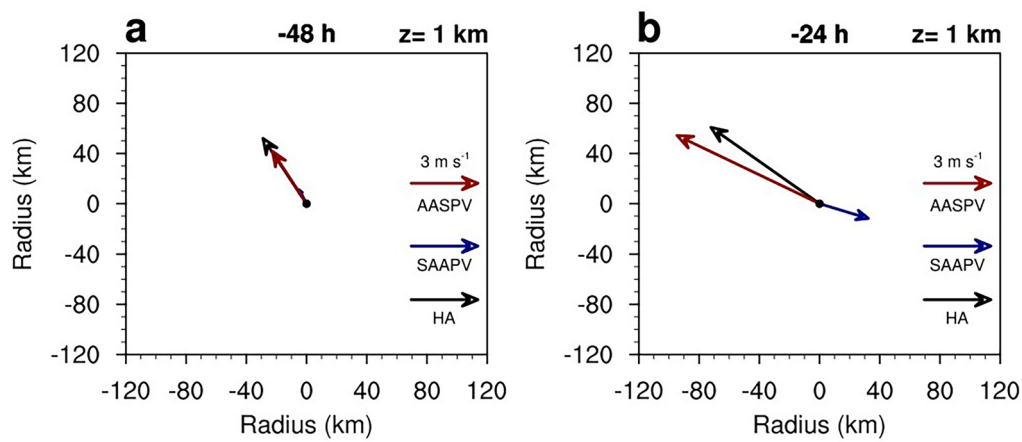 a -48 h z= 1 km
120
80
40
0
-40
-80
-120
Radius (km)
3 m s⁻¹
AASPV
SAAPV
HA
-120 -80 -40 0 40 80 120
Radius (km)
b -24 h z= 1 km
120
80
40
0
-40
-80
-120
Radius (km)
3 m s⁻¹
AASPV
SAAPV
HA
-120 -80 -40 0 40 80 120
Radius (km)